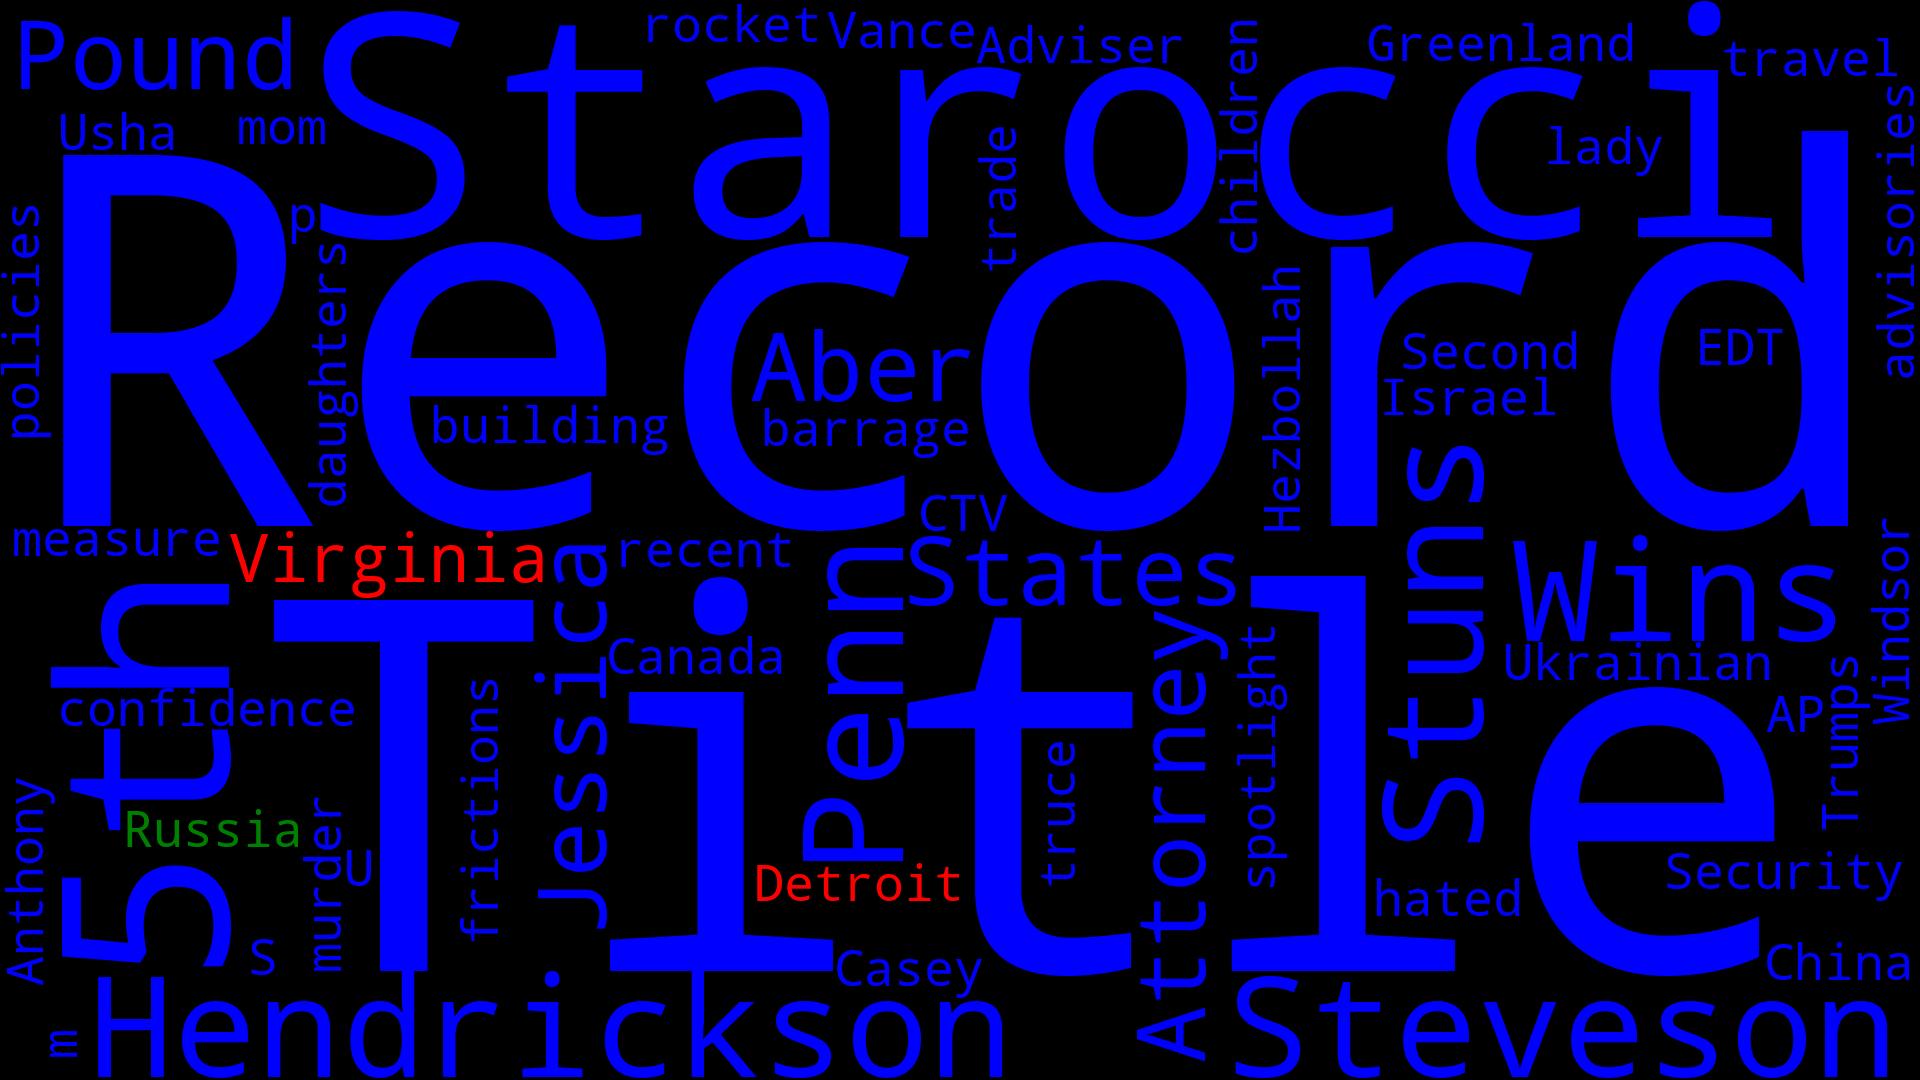 Pound
Starocci
rocket
Vance
Adviser
children
Greenland
travel
Usha
mom
trade
lady
advisories
policies
p
Record
daughters
Hezbollah
Aber
Second
EDT
Israel
building
barrage
Stuns
CTV
measure
Virginia
Jessica
recent
Penn
States
Wins
Windsor
5th
Title
Canada
Attorney
spotlight
Ukrainian
confidence
frictions
AP
Trumps
truce
Anthony
Russia
murder
U
Detroit
hated
Security
S
Casey
China
m
Hendrickson
Steveson